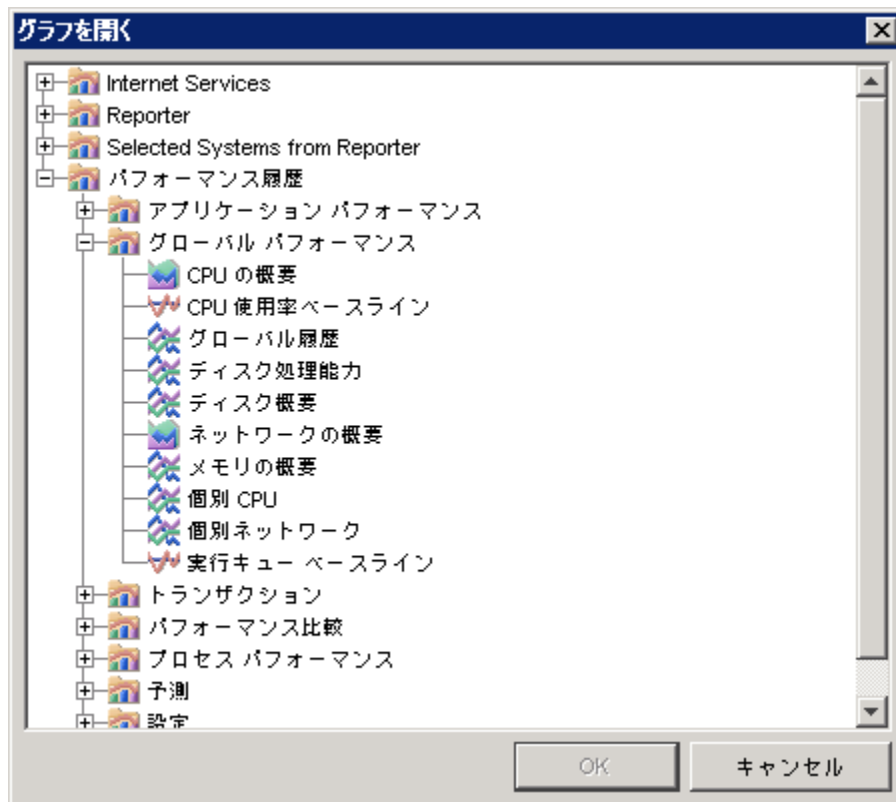 グラフを開く
Internet Services
Reporter
Selected Systems from Reporter
パフォーマンス履歴
アプリケーション パフォーマンス
グローバル パフォーマンス
CPU の概要
CPU 使用率ベースライン
グローバル履歴
ディスク処理能力
ディスク概要
ネットワークの概要
メモリの概要
個別 CPU
個別ネットワーク
実行キュー ベースライン
トランザクション
パフォーマンス比較
プロセス パフォーマンス
予測
設定
OK
キャンセル